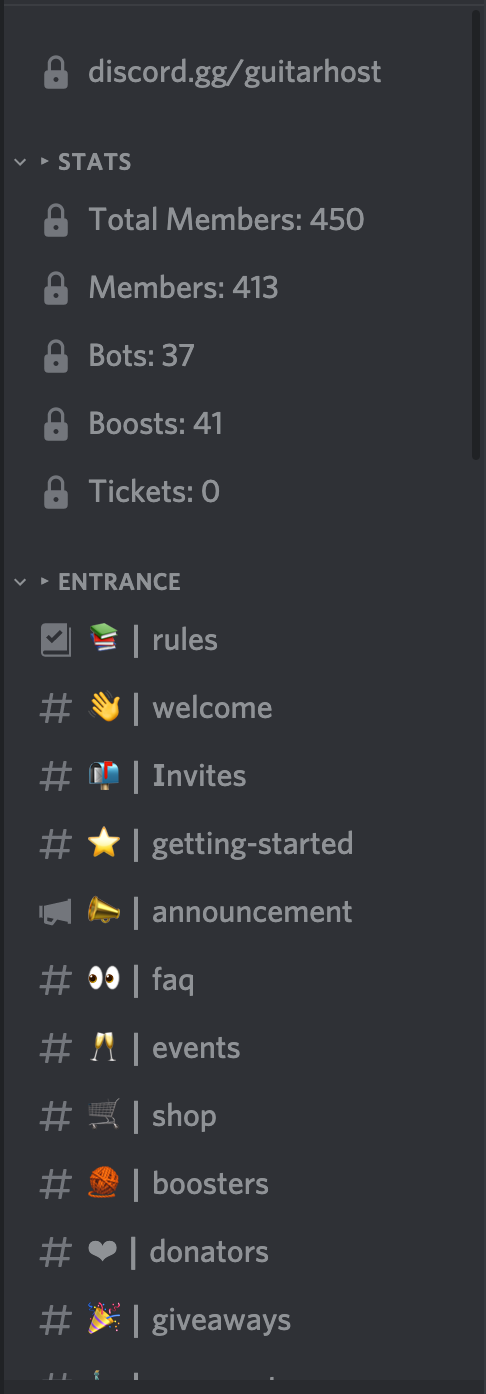 discord.gg/guitarhost
STATS
Total Members: 450
Members: 413
Bots: 37
Boosts: 41
Tickets: 0
ENTRANCE
📚 | rules
👋 | welcome
📬 | Invites
⭐ | getting-started
📣 | announcement
👀 | faq
🥂 | events
🛒 | shop
🧶 | boosters
❤ | donators
🎉 | giveaways